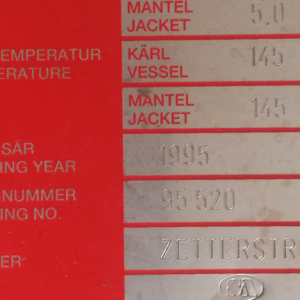 MANTEL
JACKET 5.0
TEMPERATUR KÄRL 145
ERATURE VESSEL
MANTEL 145
JACKET
SÅR 1995
ING YEAR
NUMMER 95 520
ING NO.
ER ZETTERSTR